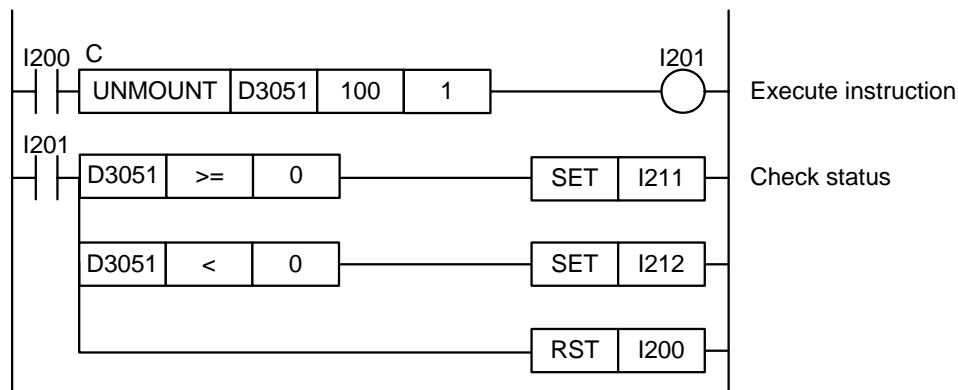 I200 C I201
UNMOUNT D3051 100 1 Execute instruction
I201
D3051 >= 0 SET I211 Check status
D3051 < 0 SET I212
RST I200